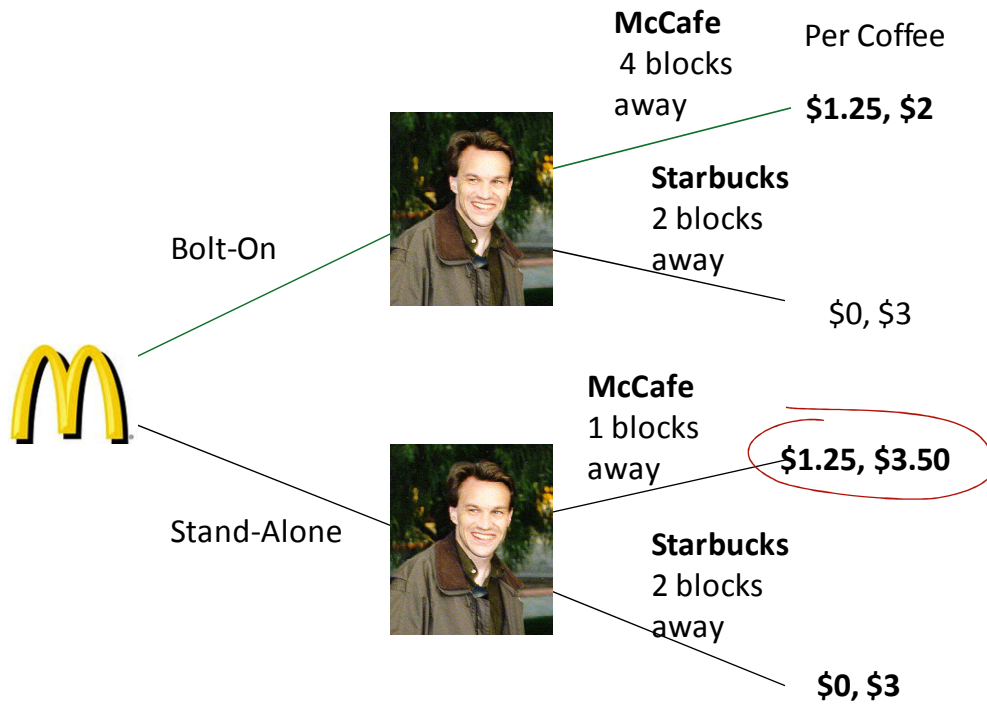 McCafe
4 blocks
away
Per Coffee
$1.25, $2
Starbucks
2 blocks
away
Bolt-On
$0, $3
McCafe
1 blocks
away
$1.25, $3.50
Stand-Alone
Starbucks
2 blocks
away
$0, $3